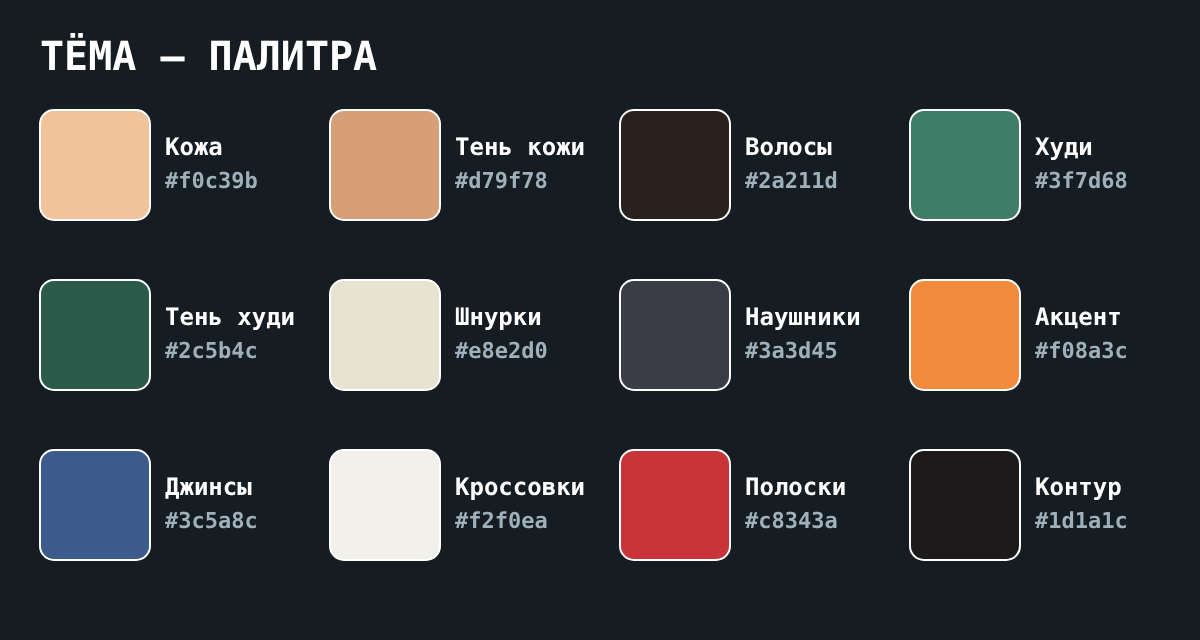 ТЁМА — ПАЛИТРА
Кожа
#f0c39b
Тень кожи
#d79f78
Волосы
#2a211d
Худи
#3f7d68
Тень худи
#2c5b4c
Шнурки
#e8e2d0
Наушники
#3a3d45
Акцент
#f08a3c
Джинсы
#3c5a8c
Кроссовки
#f2f0ea
Полоски
#c8343a
Контур
#1d1a1c